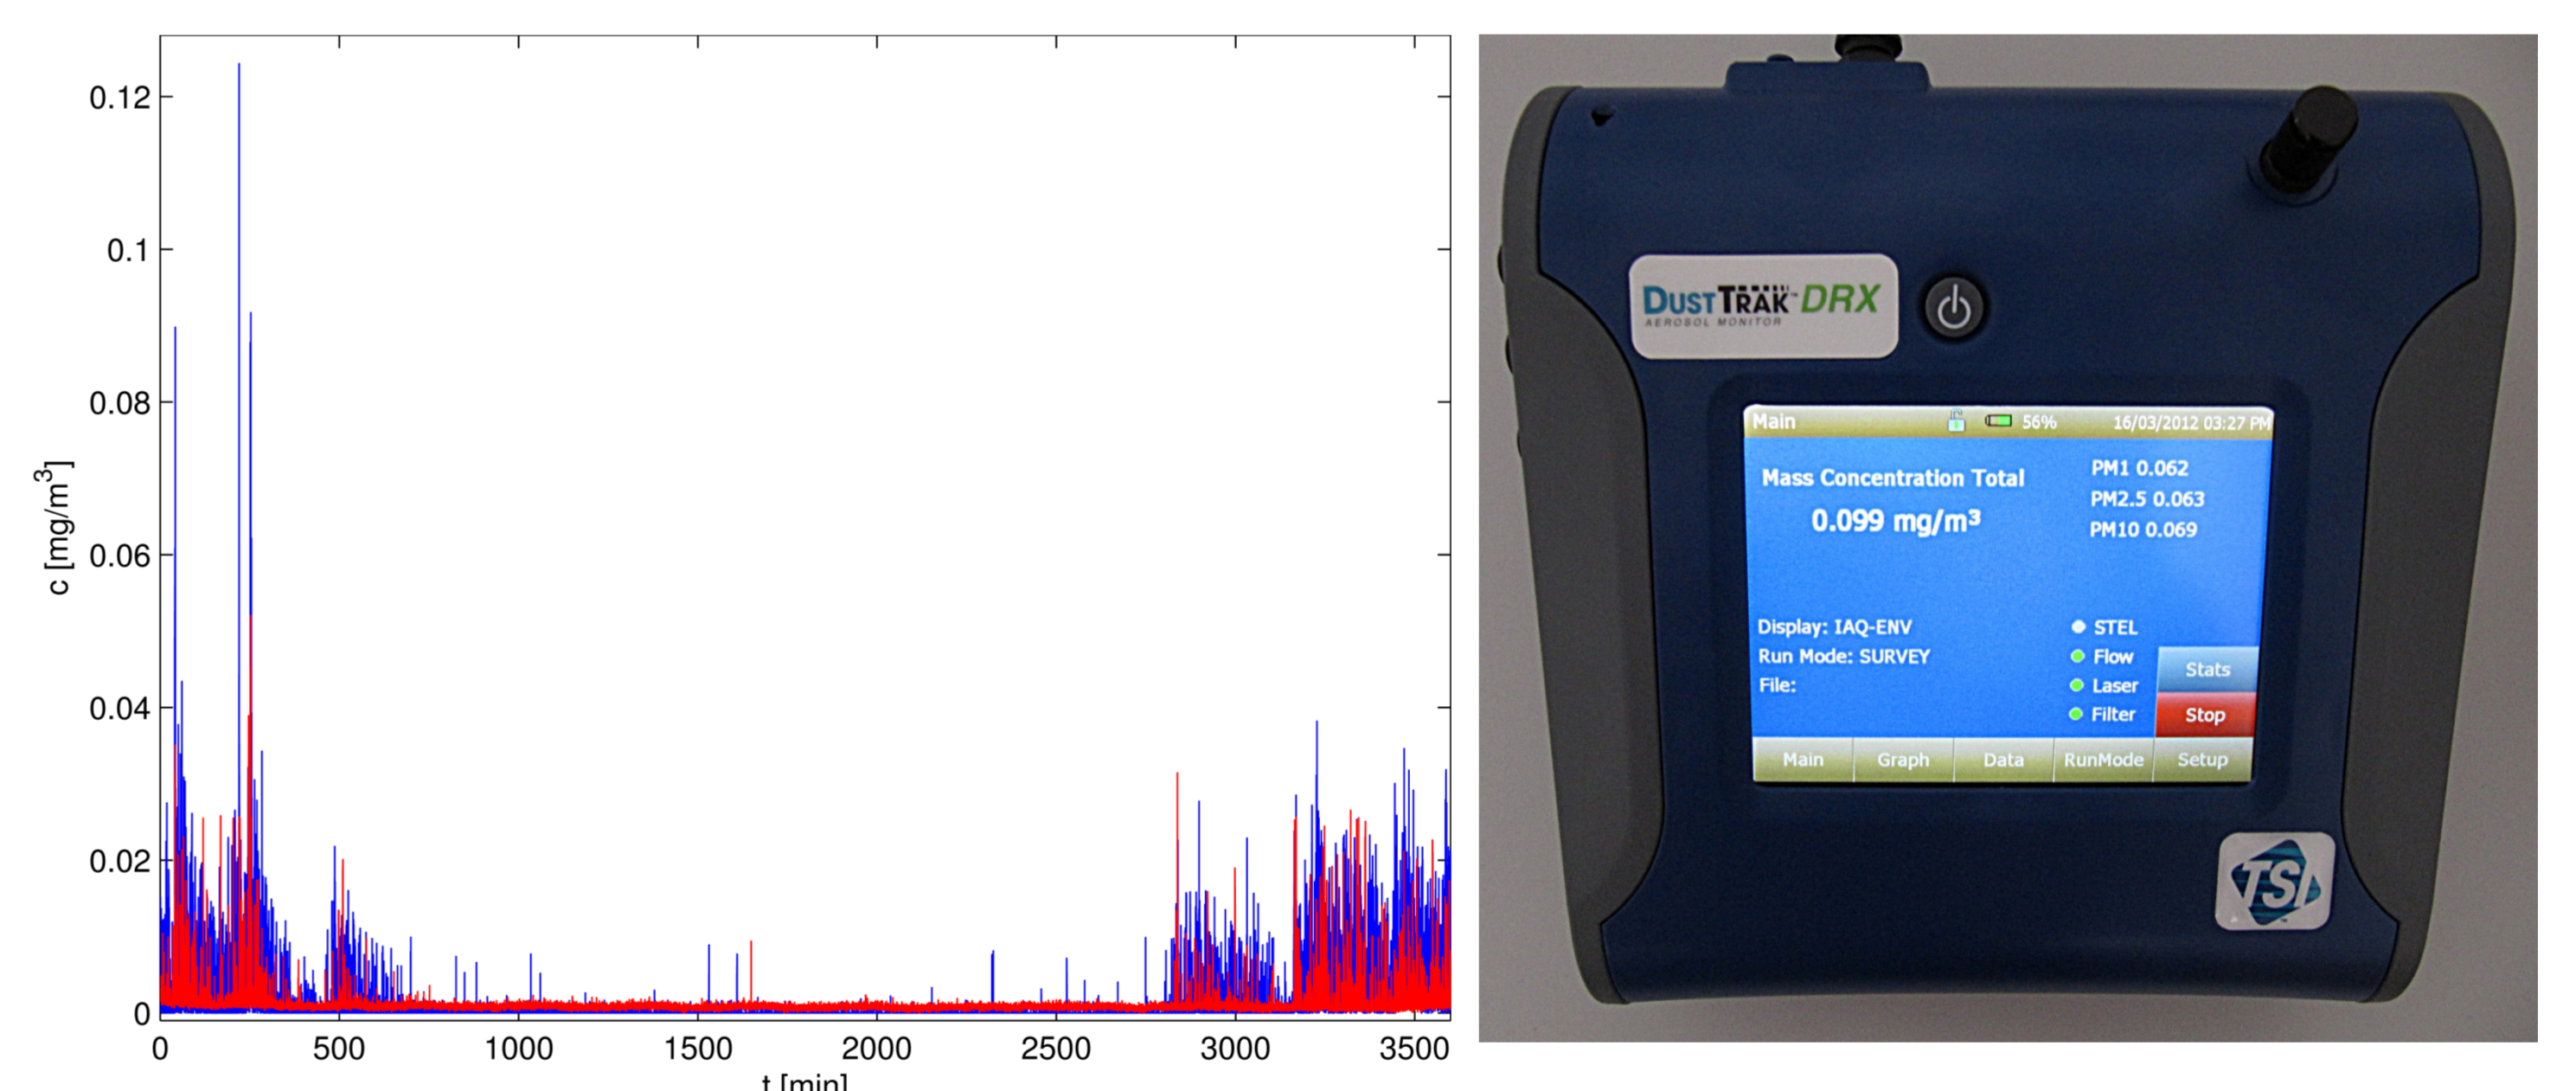 0.12
0.1
0.08
0.06
0.04
0.02
0
c [mg/m³]
0 500 1000 1500 2000 2500 3000 3500
t [min]
DUSTTRAK™ DRX
AEROSOL MONITOR
Main 56% 16/03/2012 03:27 PM
Mass Concentration Total
0.099 mg/m³
PM1 0.062
PM2.5 0.063
PM10 0.069
Display: IAQ-ENV
Run Mode: SURVEY
File:
STEL
Flow
Laser
Filter
Stats
Stop
Main Graph Data RunMode Setup
TSI